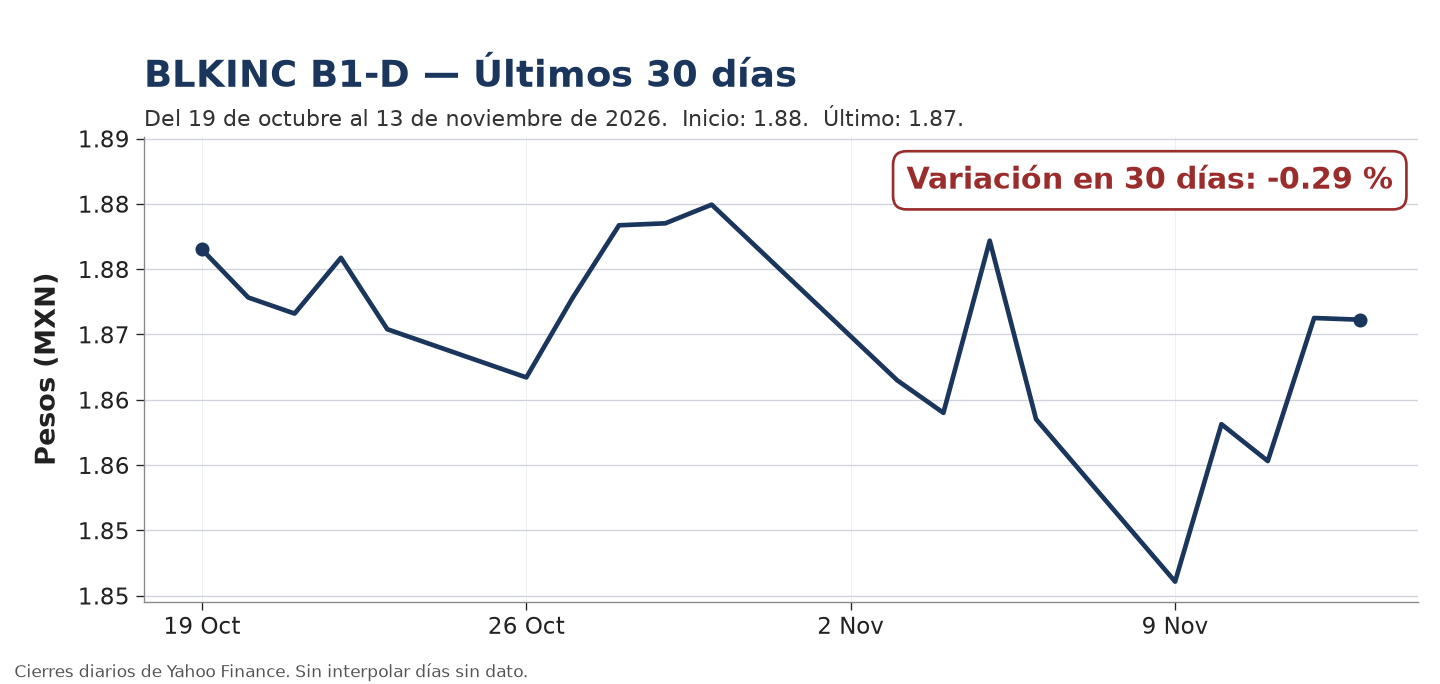 BLKINC B1-D — Últimos 30 días
Del 19 de octubre al 13 de noviembre de 2026.  Inicio: 1.88.  Último: 1.87.
Variación en 30 días: -0.29 %
Pesos (MXN)
1.89
1.88
1.88
1.87
1.86
1.86
1.85
1.85
19 Oct
26 Oct
2 Nov
9 Nov
Cierres diarios de Yahoo Finance. Sin interpolar días sin dato.